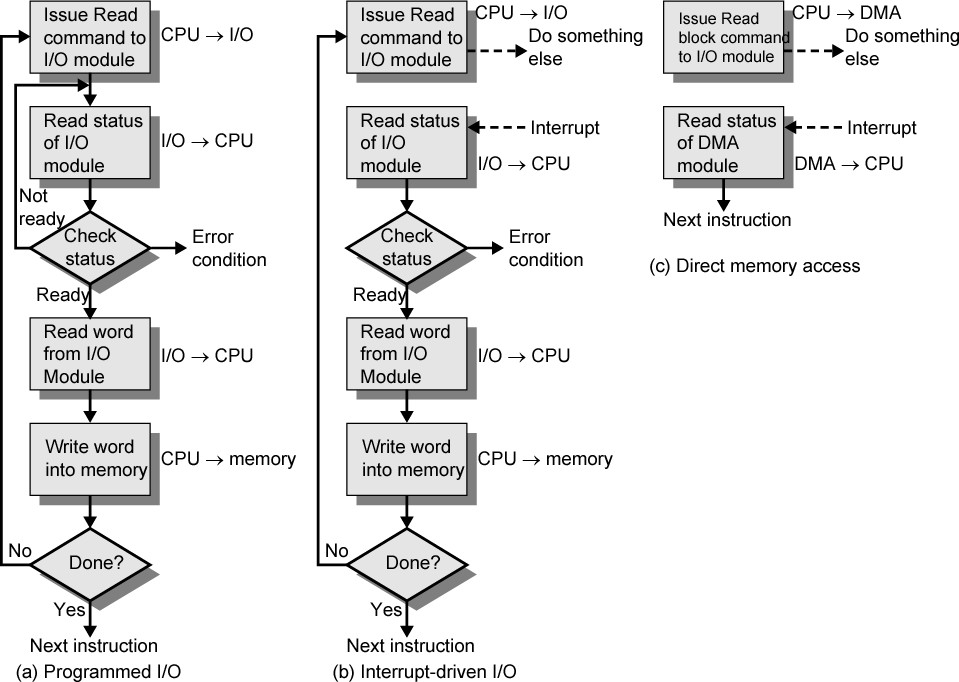 Issue Read
command to
I/O module
CPU → I/O
Read status
of I/O
module
I/O → CPU
Not
ready
Check
status
Error
condition
Ready
Read word
from I/O
Module
I/O → CPU
Write word
into memory
CPU → memory
No
Done?
Yes
Next instruction
(a) Programmed I/O
Issue Read
command to
I/O module
CPU → I/O
Do something
else
Read status
of I/O
module
Interrupt
I/O → CPU
Check
status
Error
condition
Ready
Read word
from I/O
Module
I/O → CPU
Write word
into memory
CPU → memory
No
Done?
Yes
Next instruction
(b) Interrupt-driven I/O
Issue Read
block command
to I/O module
CPU → DMA
Do something
else
Read status
of DMA
module
Interrupt
DMA → CPU
Next instruction
(c) Direct memory access